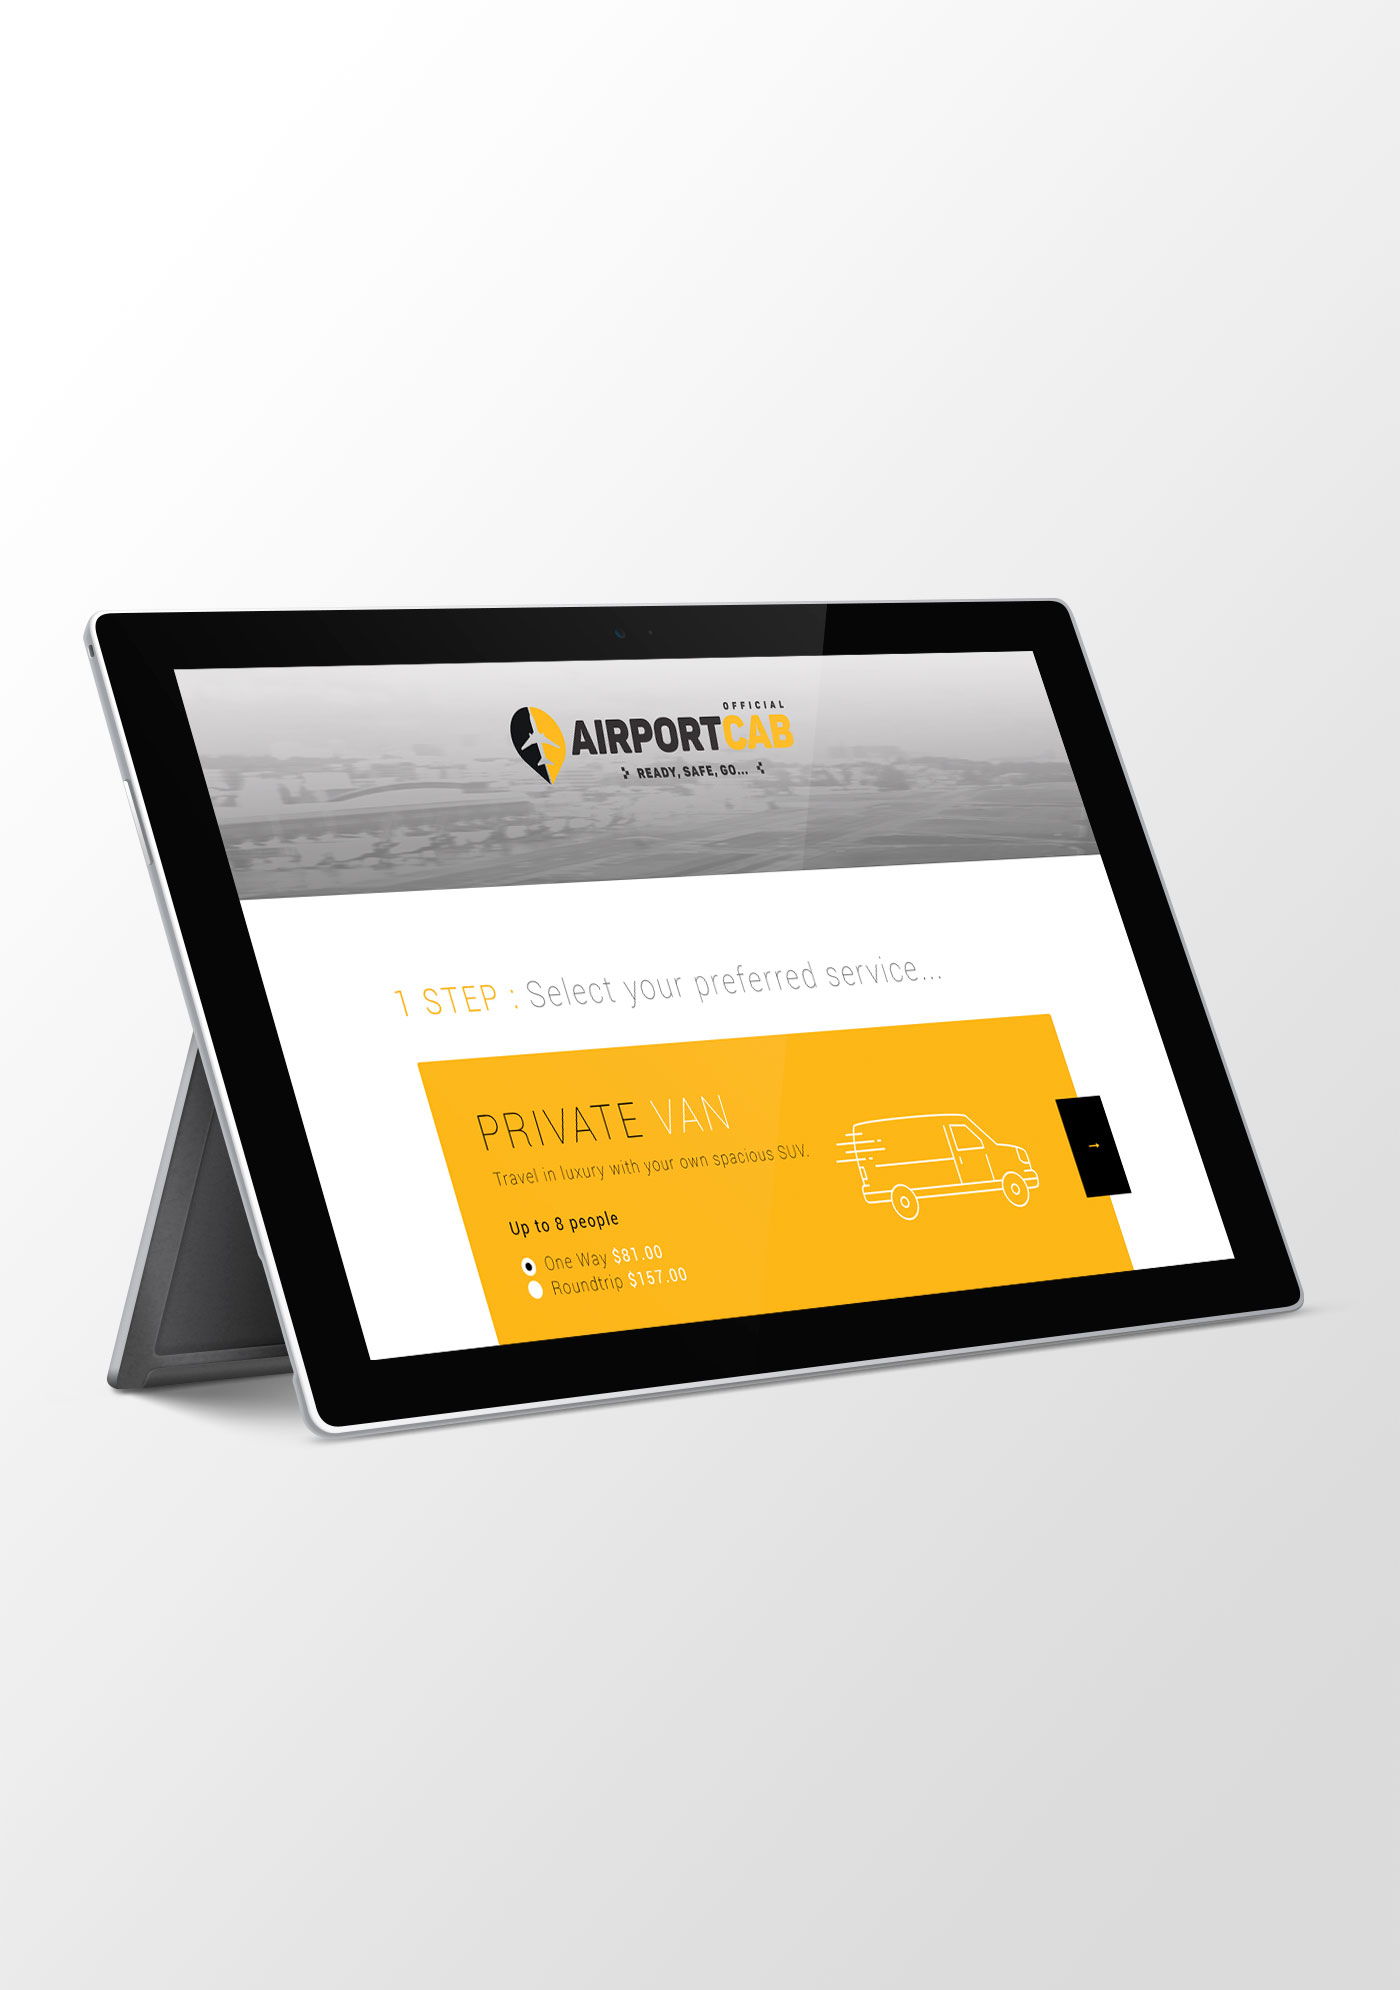 OFFICIAL
AIRPORTCAB
READY, SAFE, GO...
1 STEP : Select your preferred service...
PRIVATE VAN
Travel in luxury with your own spacious SUV.
Up to 8 people
One Way $81.00
Roundtrip $157.00
→